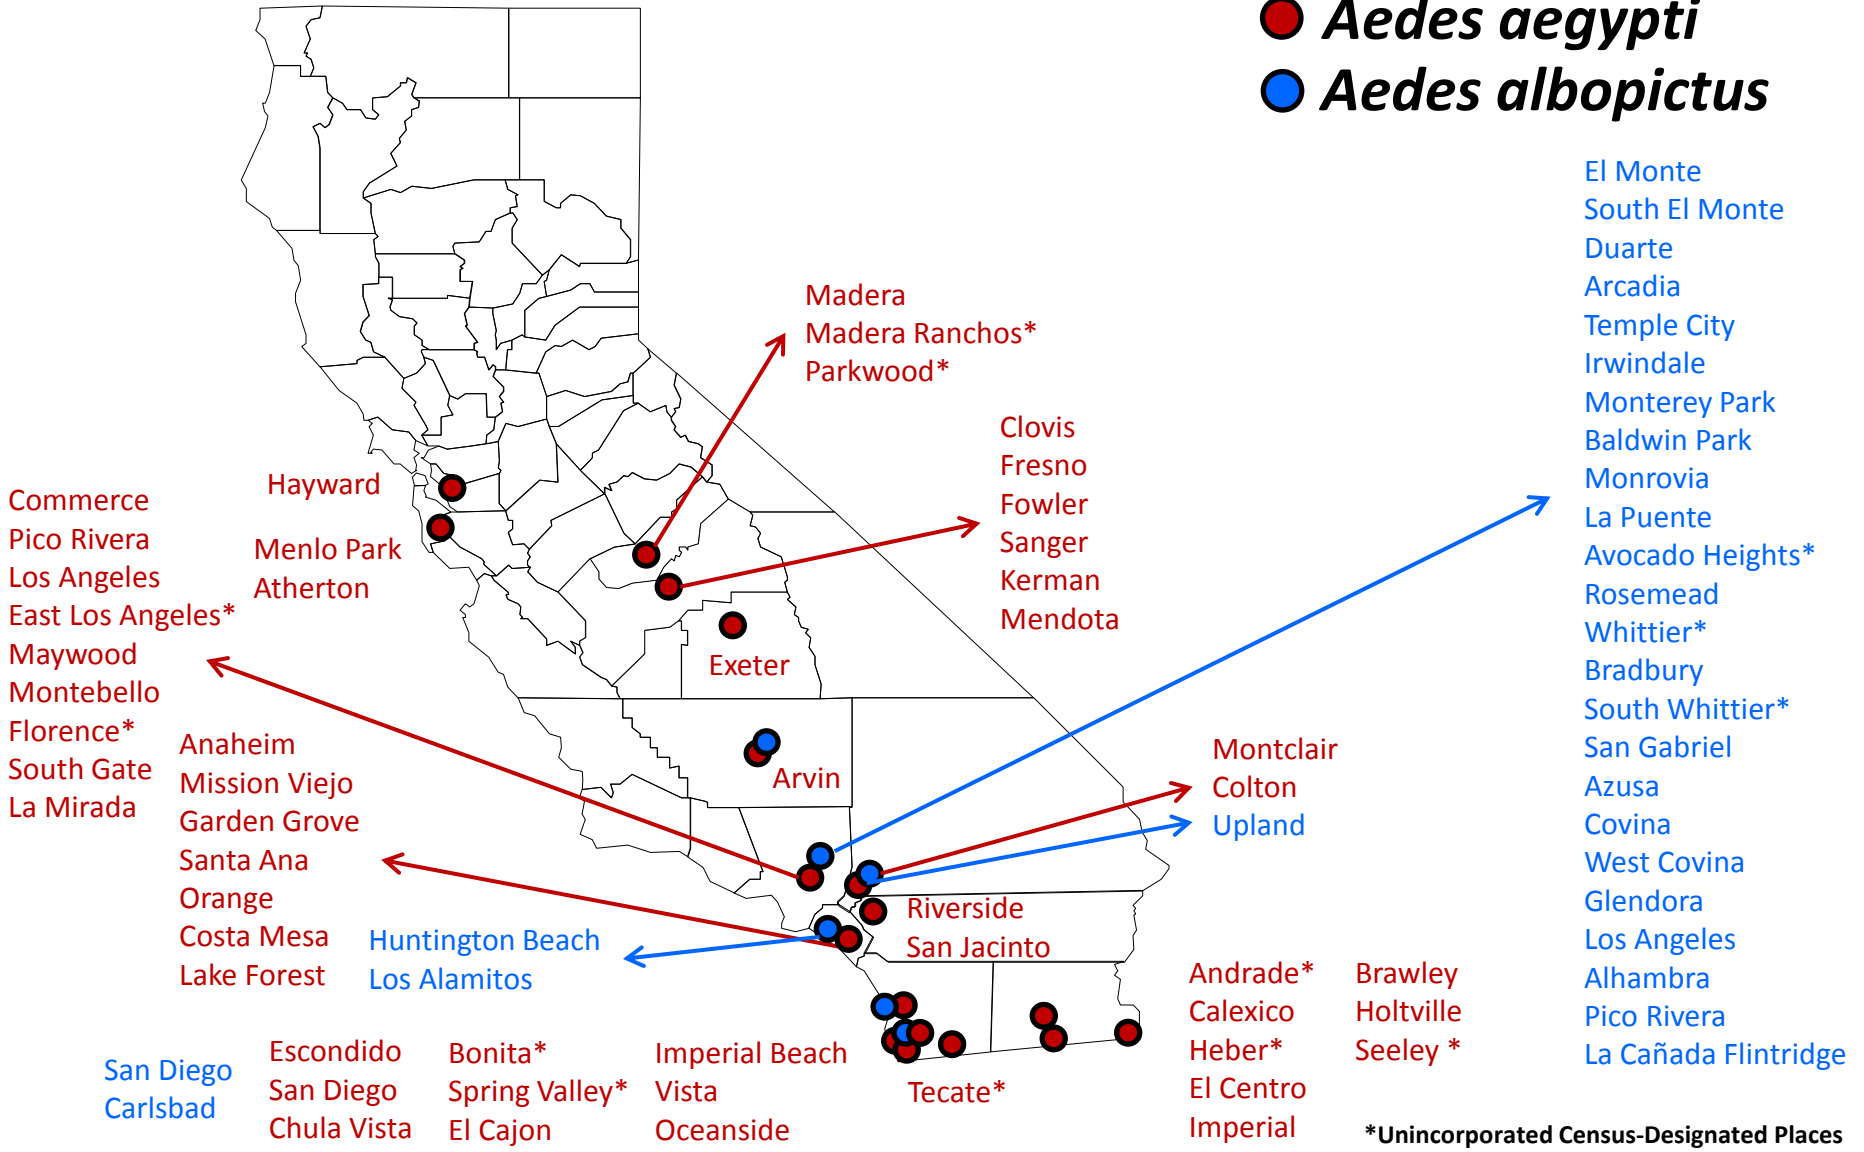 Aedes aegypti
Aedes albopictus
El Monte
South El Monte
Duarte
Arcadia
Temple City
Irwindale
Monterey Park
Baldwin Park
Monrovia
La Puente
Avocado Heights*
Rosemead
Whittier*
Bradbury
South Whittier*
San Gabriel
Azusa
Covina
West Covina
Glendora
Los Angeles
Alhambra
Pico Rivera
La Cañada Flintridge
Madera
Madera Ranchos*
Parkwood*
Clovis
Fresno
Fowler
Sanger
Kerman
Mendota
Hayward
Menlo Park
Atherton
Commerce
Pico Rivera
Los Angeles
East Los Angeles*
Maywood
Montebello
Florence*
South Gate
La Mirada
Exeter
Arvin
Anaheim
Mission Viejo
Garden Grove
Santa Ana
Orange
Costa Mesa
Lake Forest
Huntington Beach
Los Alamitos
Montclair
Colton
Upland
Riverside
San Jacinto
San Diego
Carlsbad
Escondido
San Diego
Chula Vista
Bonita*
Spring Valley*
El Cajon
Imperial Beach
Vista
Oceanside
Tecate*
Andrade*
Calexico
Heber*
El Centro
Imperial
Brawley
Holtville
Seeley *
*Unincorporated Census-Designated Places